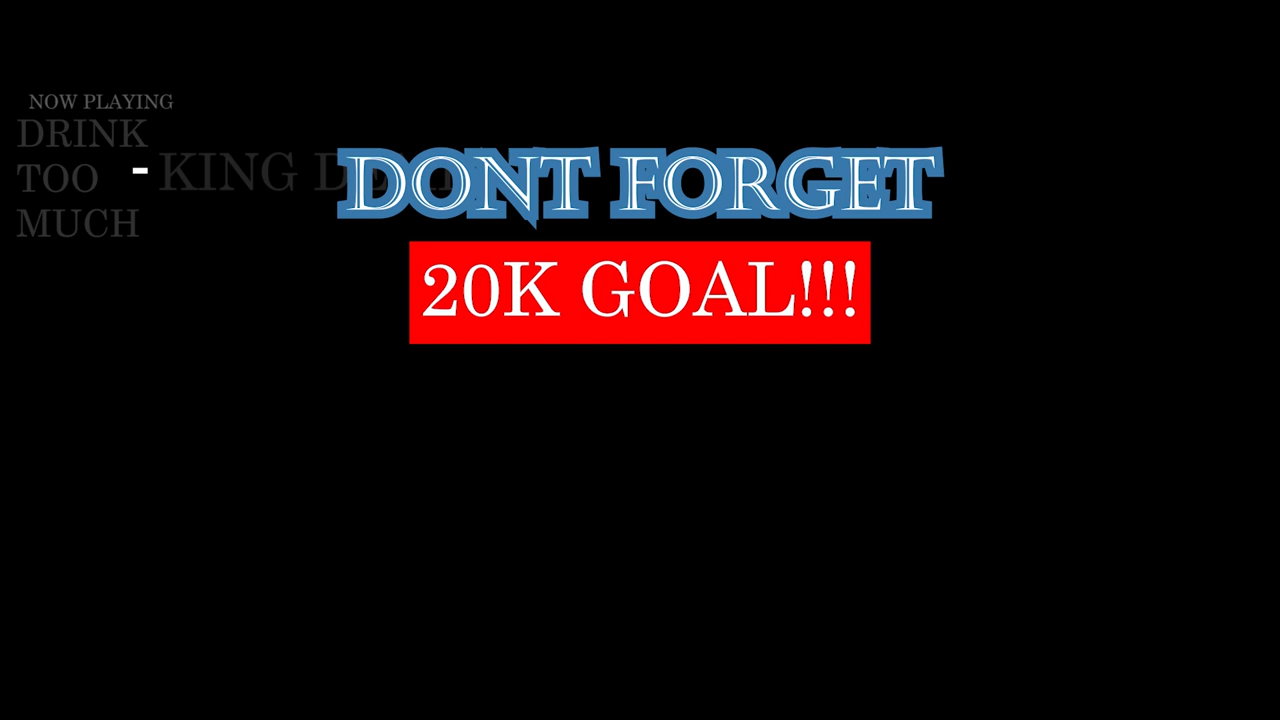 NOW PLAYING
DRINK
TOO
MUCH
- KING
DONT FORGET
20K GOAL!!!